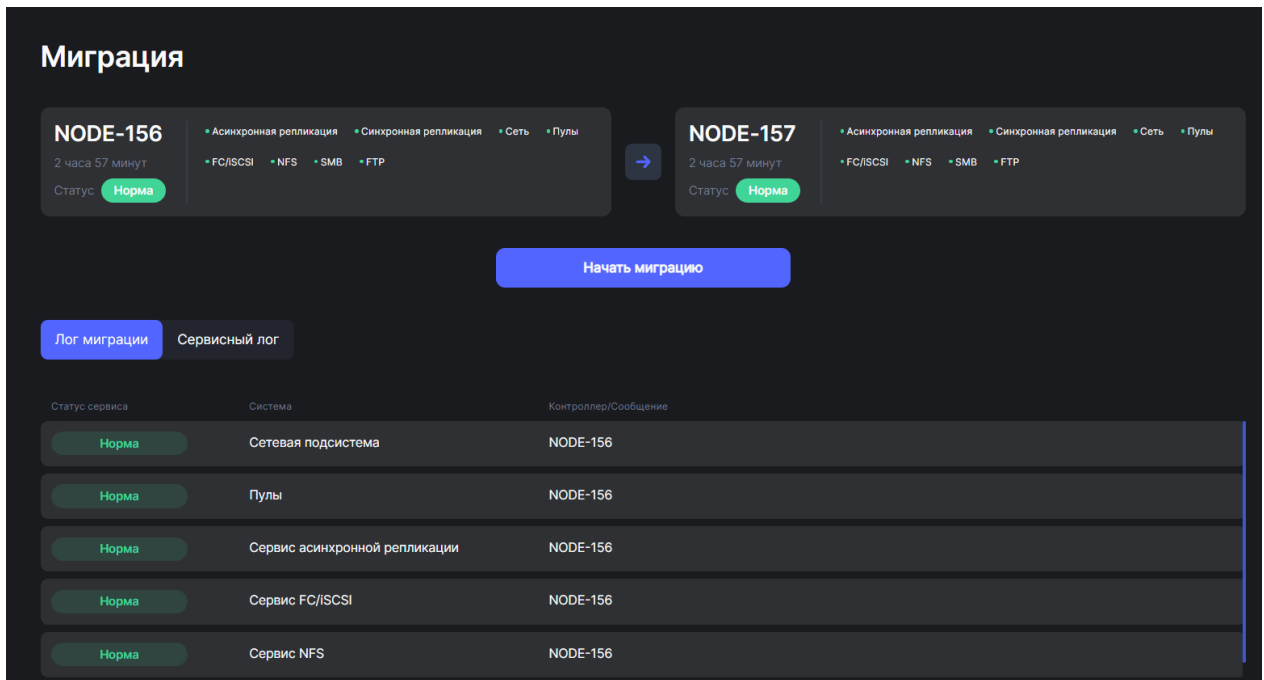 Миграция
NODE-156
2 часа 57 минут
Статус Норма
Асинхронная репликация Синхронная репликация Сеть Пулы
FC/iSCSI NFS SMB FTP
NODE-157
2 часа 57 минут
Статус Норма
Асинхронная репликация Синхронная репликация Сеть Пулы
FC/iSCSI NFS SMB FTP
Начать миграцию
Лог миграции Сервисный лог
Статус сервиса Система Контроллер/Сообщение
Норма Сетевая подсистема NODE-156
Норма Пулы NODE-156
Норма Сервис асинхронной репликации NODE-156
Норма Сервис FC/iSCSI NODE-156
Норма Сервис NFS NODE-156